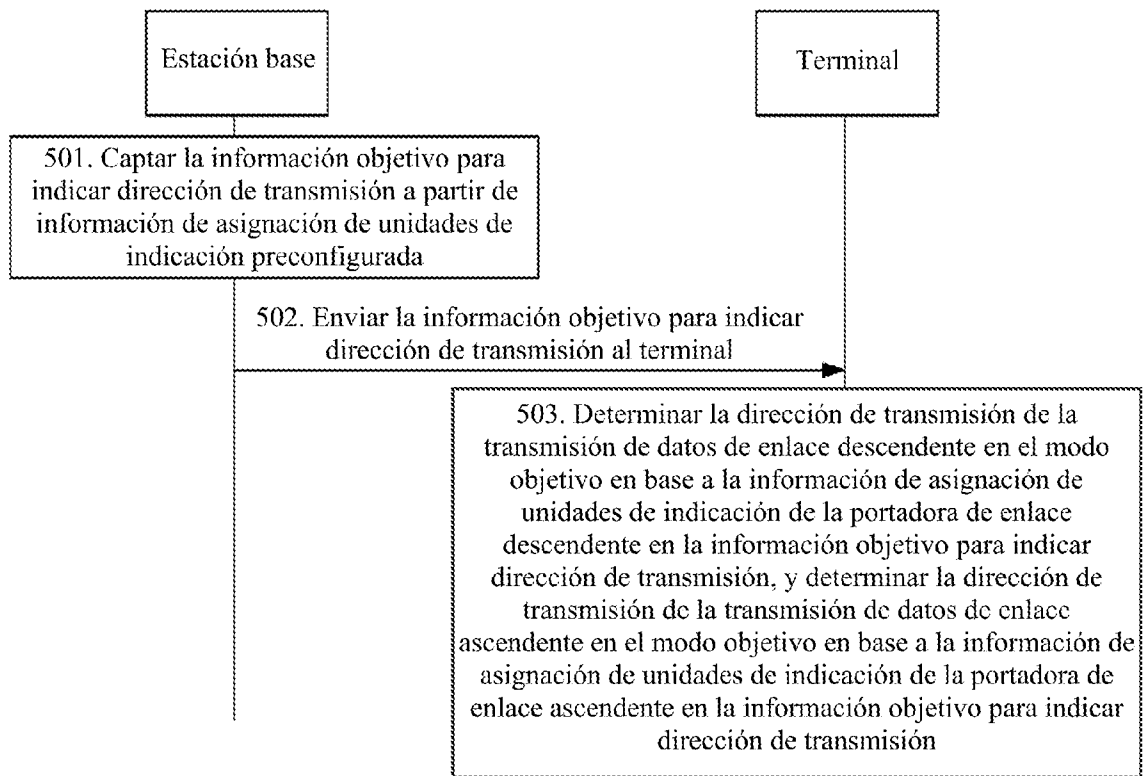 Estación base
Terminal
501. Captar la información objetivo para
indicar dirección de transmisión a partir de
información de asignación de unidades de
indicación preconfigurada
502. Enviar la información objetivo para indicar
dirección de transmisión al terminal
503. Determinar la dirección de transmisión de la
transmisión de datos de enlace descendente en el modo
objetivo en base a la información de asignación de
unidades de indicación de la portadora de enlace
descendente en la información objetivo para indicar
dirección de transmisión, y determinar la dirección de
transmisión de la transmisión de datos de enlace
ascendente en el modo objetivo en base a la información de
asignación de unidades de indicación de la portadora de
enlace ascendente en la información objetivo para indicar
dirección de transmisión